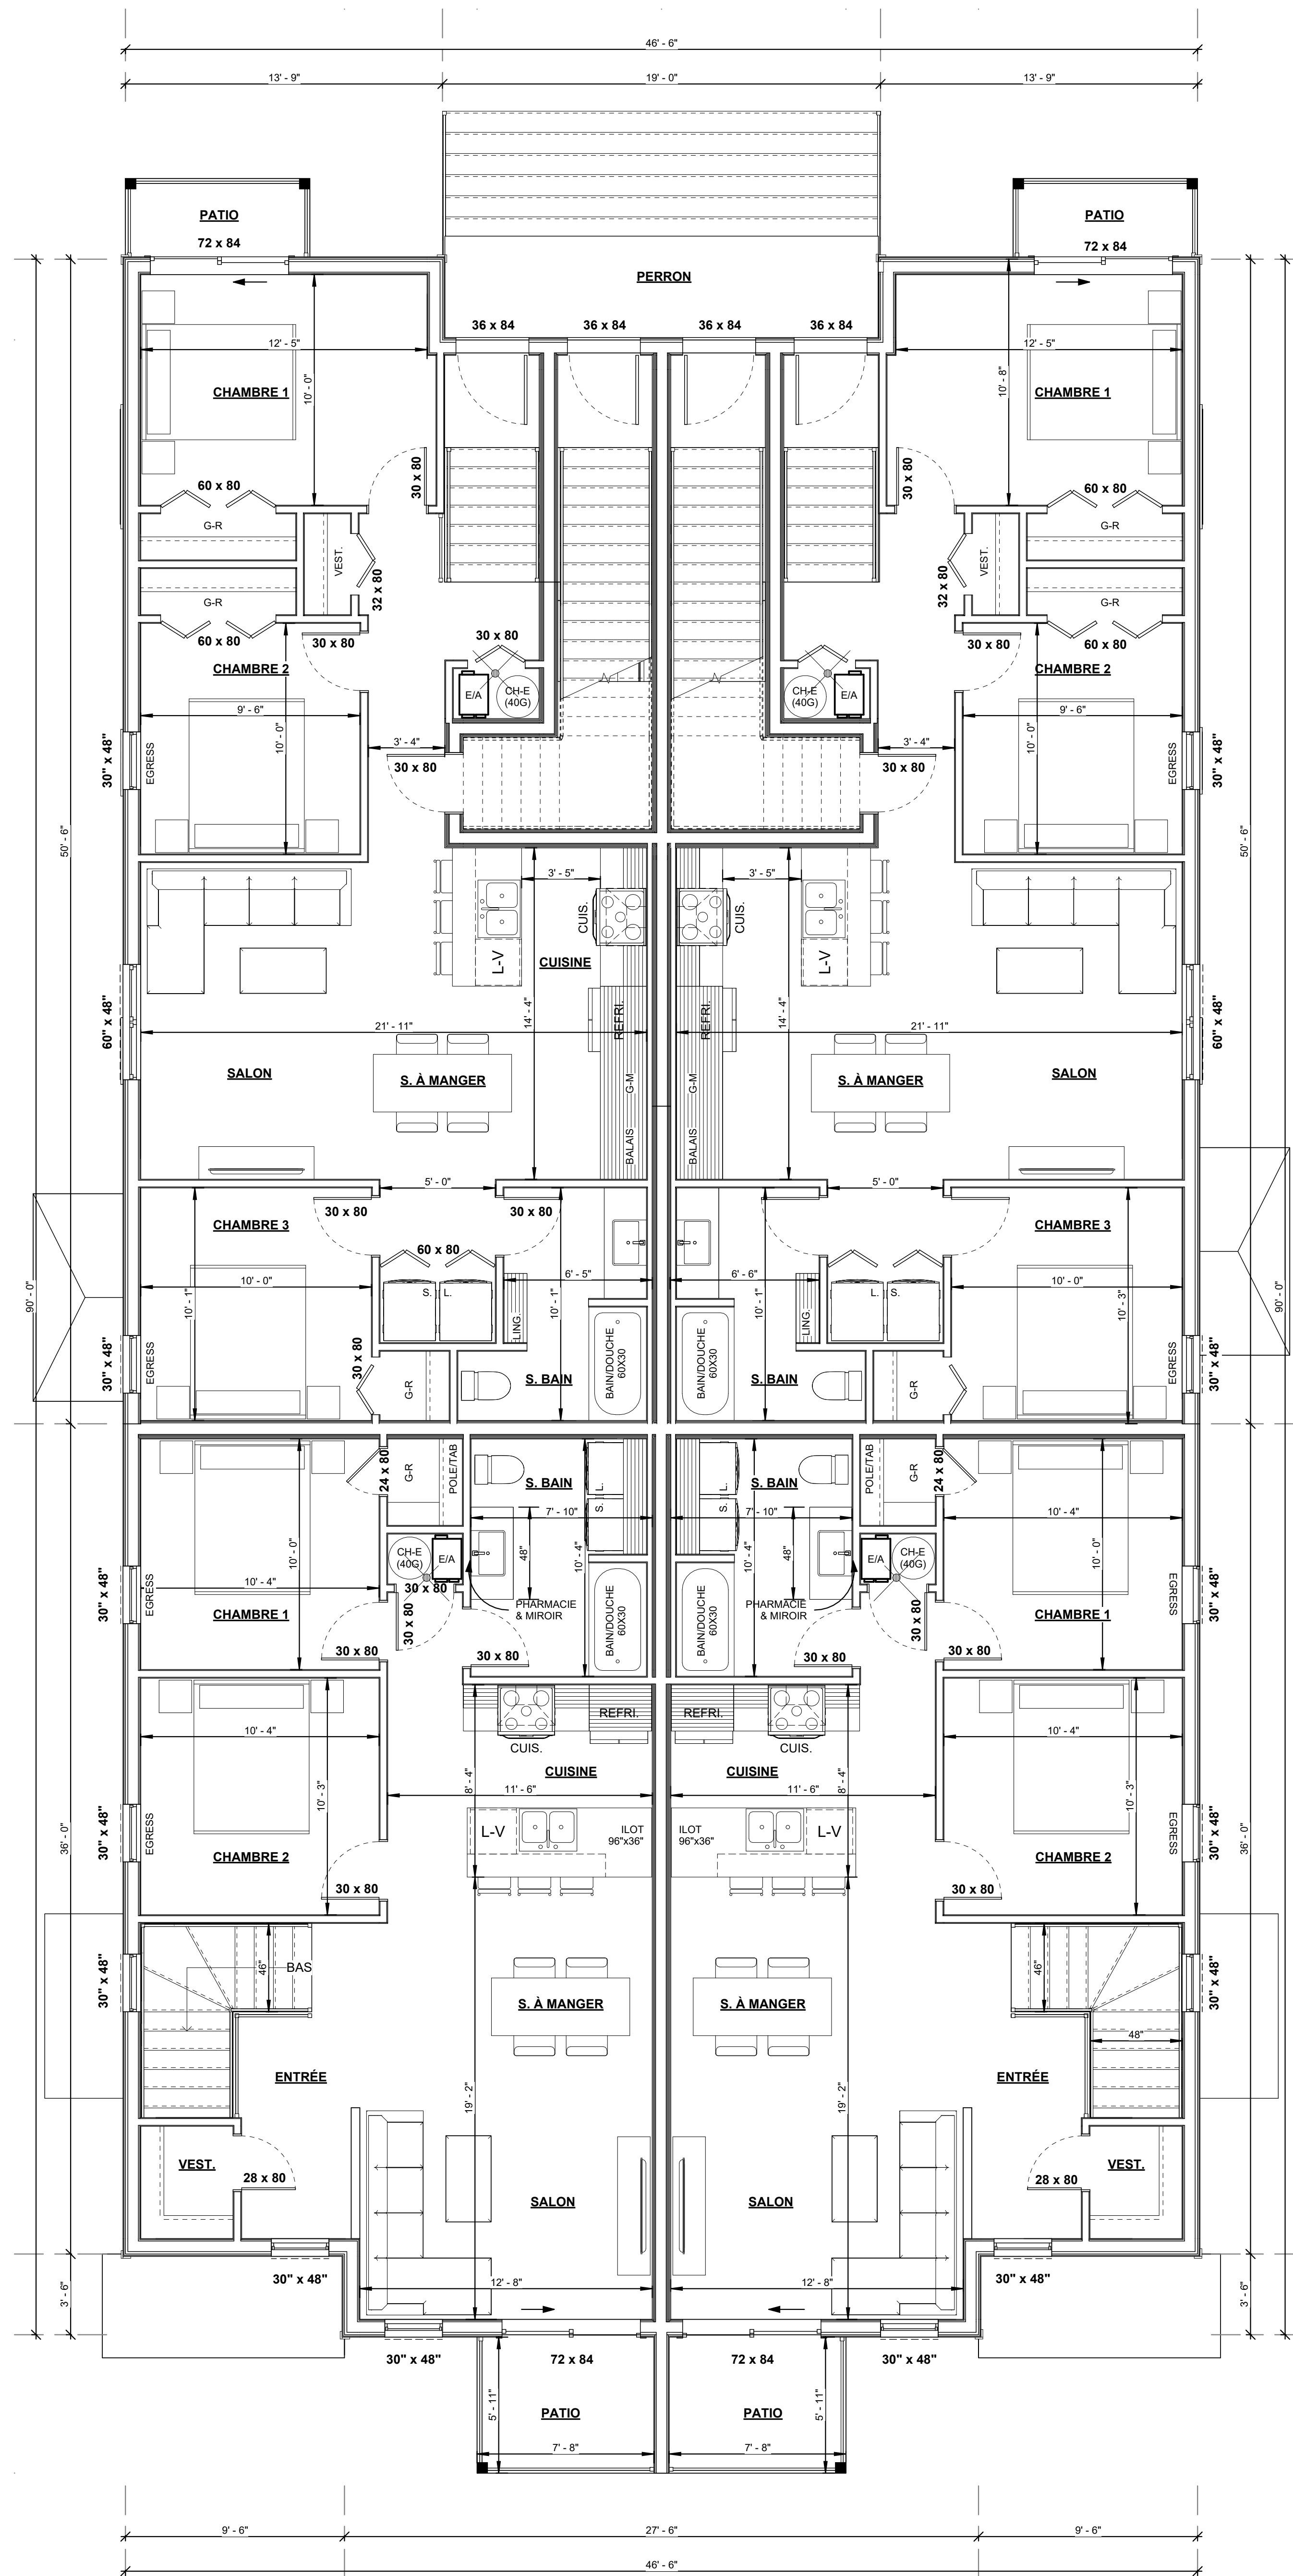 46' - 6"
13' - 9"
19' - 0"
13' - 9"
PATIO
PATIO
72 x 84
72 x 84
PERRON
36 x 84
36 x 84
36 x 84
36 x 84
12' - 5"
12' - 5"
10' - 0"
10' - 8"
CHAMBRE 1
CHAMBRE 1
30 x 80
30 x 80
60 x 80
60 x 80
G-R
G-R
VEST.
VEST.
32 x 80
32 x 80
G-R
G-R
60 x 80
30 x 80
30 x 80
30 x 80
60 x 80
CHAMBRE 2
CHAMBRE 2
E/A
CH-E
(40G)
CH-E
(40G)
E/A
9' - 6"
9' - 6"
10' - 0"
10' - 0"
3' - 4"
3' - 4"
30 x 80
30 x 80
30" x 48"
EGRESS
EGRESS
30" x 48"
50' - 6"
50' - 6"
3' - 5"
3' - 5"
CUIS.
CUIS.
L-V
L-V
CUISINE
REFRI.
REFRI.
14' - 4"
14' - 4"
60" x 48"
60" x 48"
21' - 11"
21' - 11"
SALON
S. À MANGER
S. À MANGER
SALON
G-M
G-M
BALAIS
BALAIS
5' - 0"
5' - 0"
CHAMBRE 3
CHAMBRE 3
30 x 80
30 x 80
60 x 80
90' - 0"
90' - 0"
10' - 0"
10' - 1"
6' - 5"
10' - 1"
6' - 6"
10' - 1"
10' - 0"
10' - 3"
S.
L.
L.
S.
LING.
LING.
BAIN/DOUCHE
60X30
BAIN/DOUCHE
60X30
30" x 48"
EGRESS
30 x 80
G-R
S. BAIN
S. BAIN
G-R
EGRESS
30" x 48"
24 x 80
G-R
POLE/TAB
S. BAIN
L.
S.
L.
S.
S. BAIN
POLE/TAB
G-R
24 x 80
7' - 10"
7' - 10"
10' - 4"
10' - 4"
10' - 0"
10' - 4"
48"
10' - 4"
48"
10' - 0"
CH-E
(40G)
E/A
E/A
CH-E
(40G)
30" x 48"
EGRESS
EGRESS
30" x 48"
30 x 80
30 x 80
30 x 80
PHARMACIE
& MIROIR
PHARMACIE
& MIROIR
BAIN/DOUCHE
60X30
BAIN/DOUCHE
60X30
CHAMBRE 1
CHAMBRE 1
30 x 80
30 x 80
30 x 80
30 x 80
REFRI.
REFRI.
10' - 4"
10' - 4"
CUIS.
CUIS.
CUISINE
CUISINE
10' - 3"
8' - 4"
11' - 6"
11' - 6"
8' - 4"
10' - 3"
30" x 48"
EGRESS
EGRESS
30" x 48"
36' - 0"
36' - 0"
L-V
ILOT
96"x36"
ILOT
96"x36"
L-V
CHAMBRE 2
CHAMBRE 2
30 x 80
30 x 80
30" x 48"
46"
BAS
46"
30" x 48"
S. À MANGER
S. À MANGER
48"
ENTRÉE
ENTRÉE
19' - 2"
19' - 2"
VEST.
VEST.
28 x 80
28 x 80
SALON
SALON
30" x 48"
12' - 8"
12' - 8"
30" x 48"
3' - 6"
3' - 6"
30" x 48"
72 x 84
72 x 84
30" x 48"
5' - 11"
PATIO
PATIO
5' - 11"
7' - 8"
7' - 8"
9' - 6"
27' - 6"
9' - 6"
46' - 6"